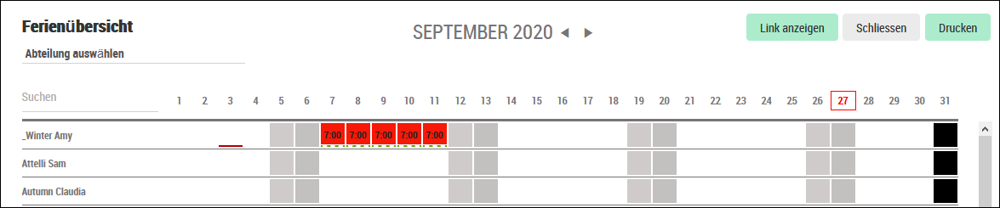 Ferienübersicht
SEPTEMBER 2020
Link anzeigen
Schliessen
Drucken
Abteilung auswählen
Suchen 1 2 3 4 5 6 7 8 9 10 11 12 13 14 15 16 17 18 19 20 21 22 23 24 25 26 27 28 29 30 31
_Winter Amy 7:00 7:00 7:00 7:00 7:00
Attelli Sam
Autumn Claudia